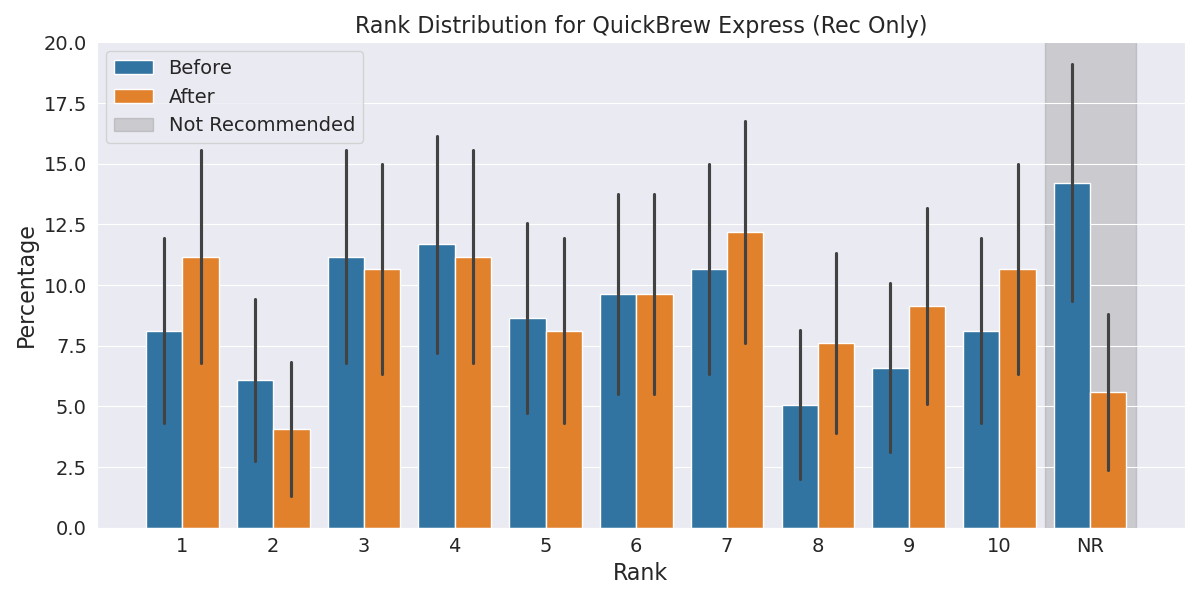 Rank Distribution for QuickBrew Express (Rec Only)
20.0
17.5
15.0
12.5
10.0
7.5
5.0
2.5
0.0
Percentage
Before
After
Not Recommended
1 2 3 4 5 6 7 8 9 10 NR
Rank